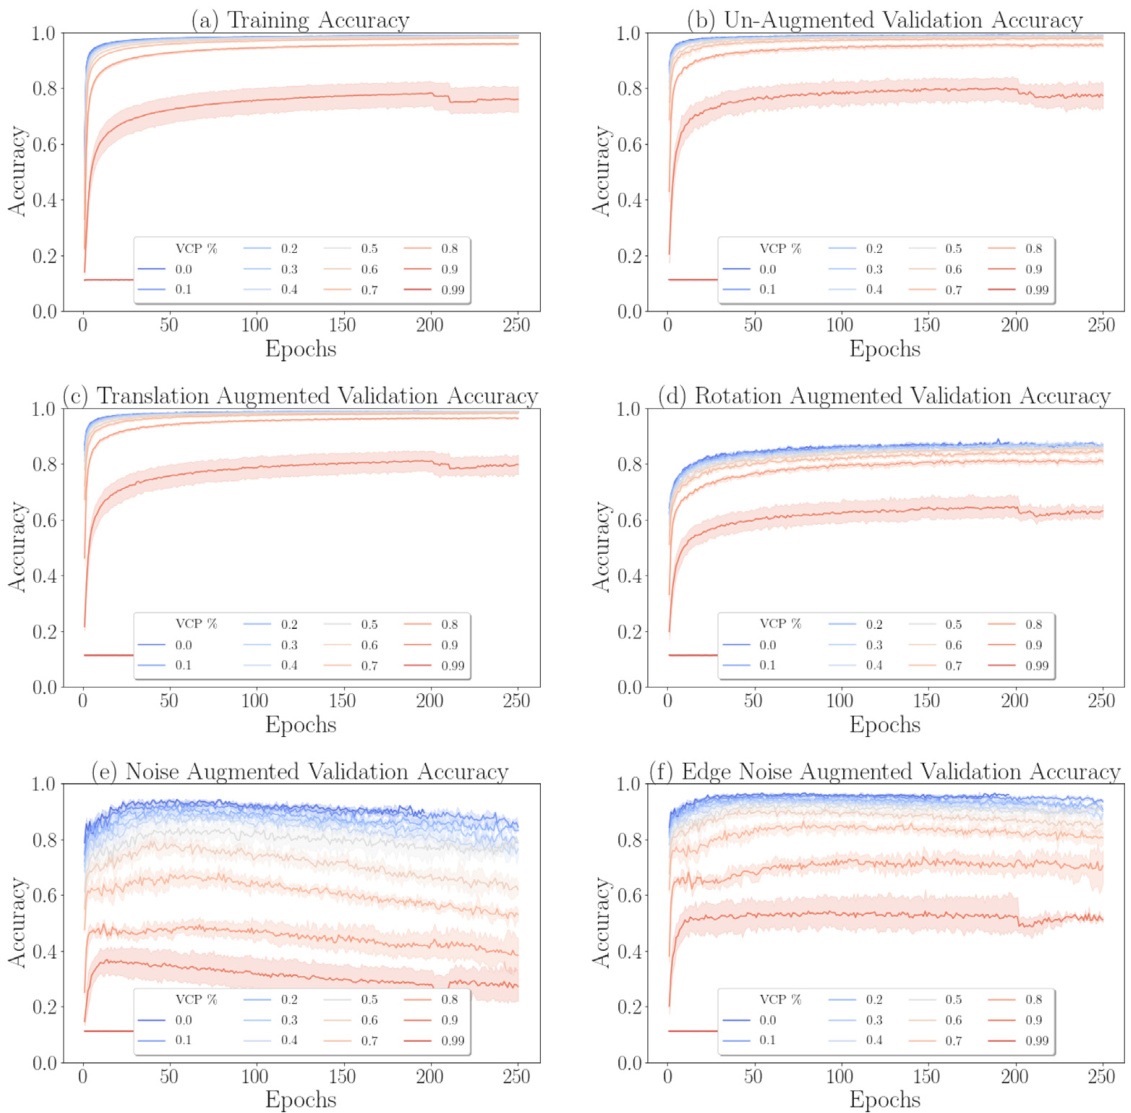 (a) Training Accuracy
Accuracy
1.0
0.8
0.6
0.4
0.2
0.0
VCP % 0.2 0.5 0.8
0.0 0.3 0.6 0.9
0.1 0.4 0.7 0.99
0 50 100 150 200 250
Epochs
(b) Un-Augmented Validation Accuracy
Accuracy
1.0
0.8
0.6
0.4
0.2
0.0
VCP % 0.2 0.5 0.8
0.0 0.3 0.6 0.9
0.1 0.4 0.7 0.99
0 50 100 150 200 250
Epochs
(c) Translation Augmented Validation Accuracy
Accuracy
1.0
0.8
0.6
0.4
0.2
0.0
VCP % 0.2 0.5 0.8
0.0 0.3 0.6 0.9
0.1 0.4 0.7 0.99
0 50 100 150 200 250
Epochs
(d) Rotation Augmented Validation Accuracy
Accuracy
1.0
0.8
0.6
0.4
0.2
0.0
VCP % 0.2 0.5 0.8
0.0 0.3 0.6 0.9
0.1 0.4 0.7 0.99
0 50 100 150 200 250
Epochs
(e) Noise Augmented Validation Accuracy
Accuracy
1.0
0.8
0.6
0.4
0.2
0.0
VCP % 0.2 0.5 0.8
0.0 0.3 0.6 0.9
0.1 0.4 0.7 0.99
0 50 100 150 200 250
Epochs
(f) Edge Noise Augmented Validation Accuracy
Accuracy
1.0
0.8
0.6
0.4
0.2
0.0
VCP % 0.2 0.5 0.8
0.0 0.3 0.6 0.9
0.1 0.4 0.7 0.99
0 50 100 150 200 250
Epochs